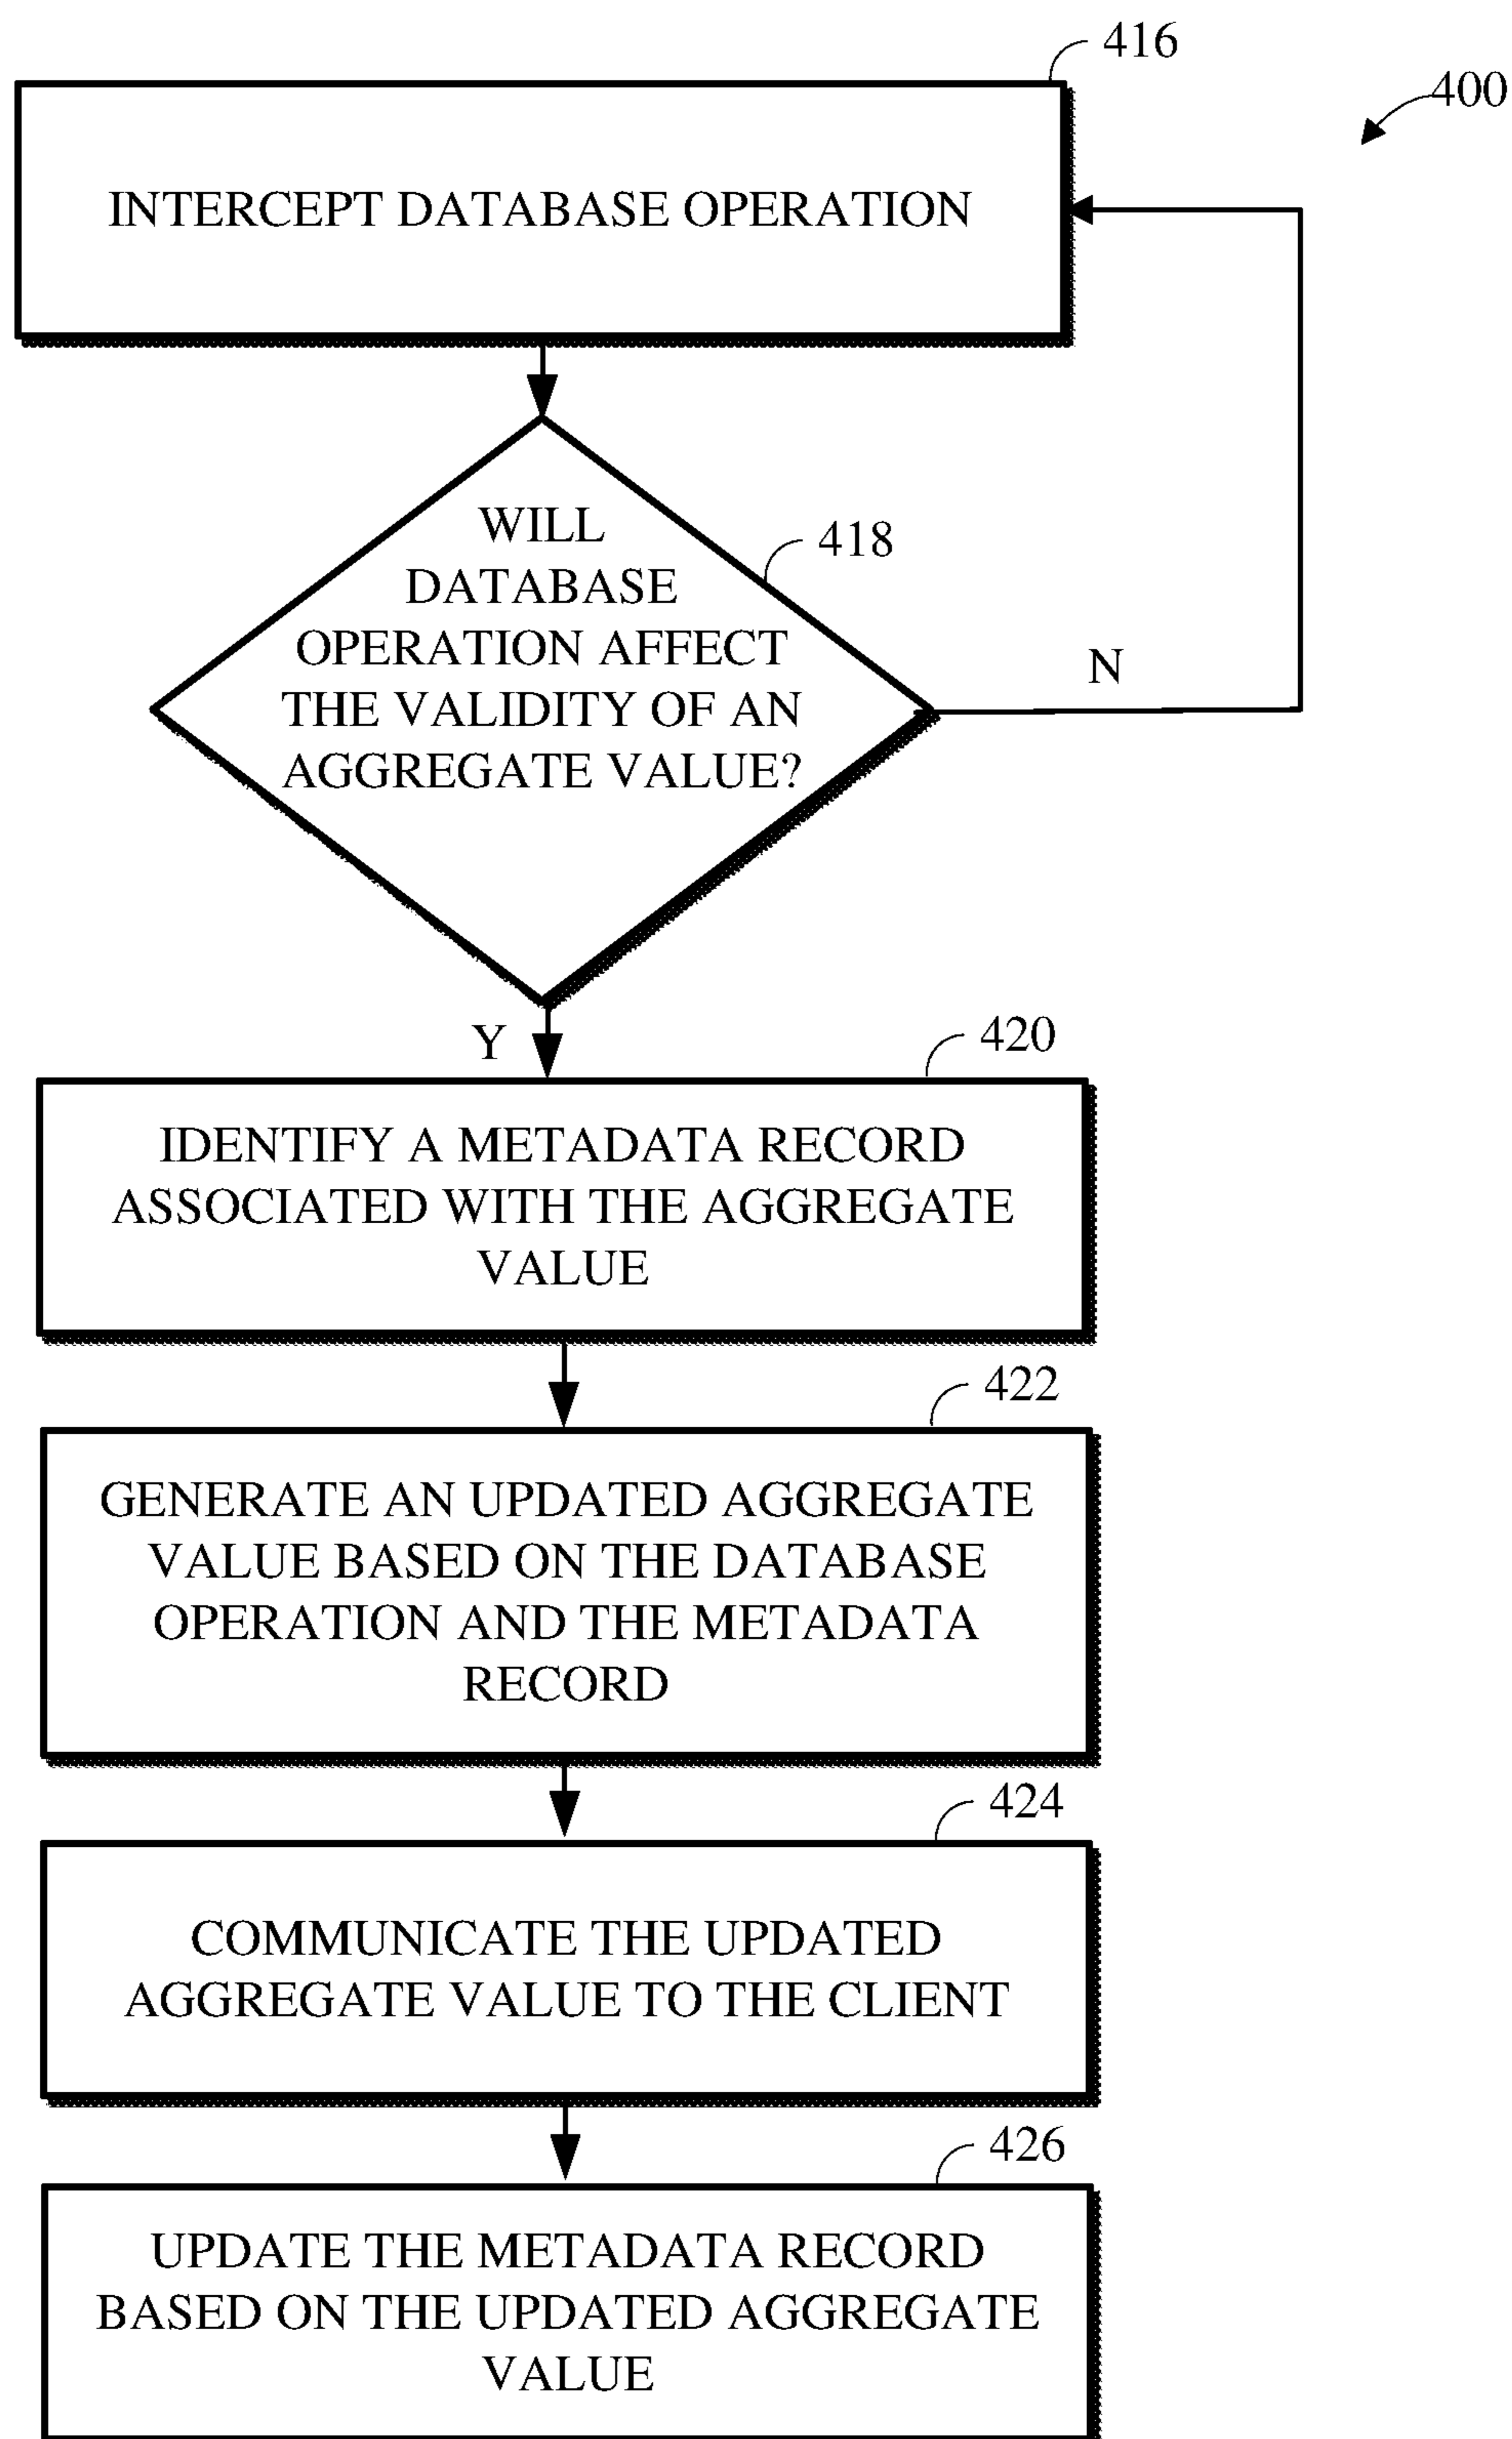 416
400
INTERCEPT DATABASE OPERATION
WILL
DATABASE
OPERATION AFFECT
THE VALIDITY OF AN
AGGREGATE VALUE?
418
N
Y
420
IDENTIFY A METADATA RECORD
ASSOCIATED WITH THE AGGREGATE
VALUE
422
GENERATE AN UPDATED AGGREGATE
VALUE BASED ON THE DATABASE
OPERATION AND THE METADATA
RECORD
424
COMMUNICATE THE UPDATED
AGGREGATE VALUE TO THE CLIENT
426
UPDATE THE METADATA RECORD
BASED ON THE UPDATED AGGREGATE
VALUE